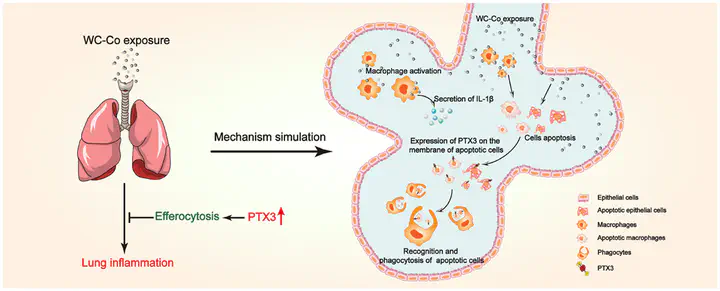 WC-Co exposure
Mechanism simulation
Efferocytosis
PTX3
Lung inflammation
WC-Co exposure
Macrophage activation
Secretion of IL-1β
Cells apoptosis
Expression of PTX3 on the
membrane of apoptotic cells
Recognition and
phagocytosis of apoptotic cells
Epithelial cells
Apoptotic epithelial cells
Macrophages
Apoptotic macrophages
Phagocytes
PTX3